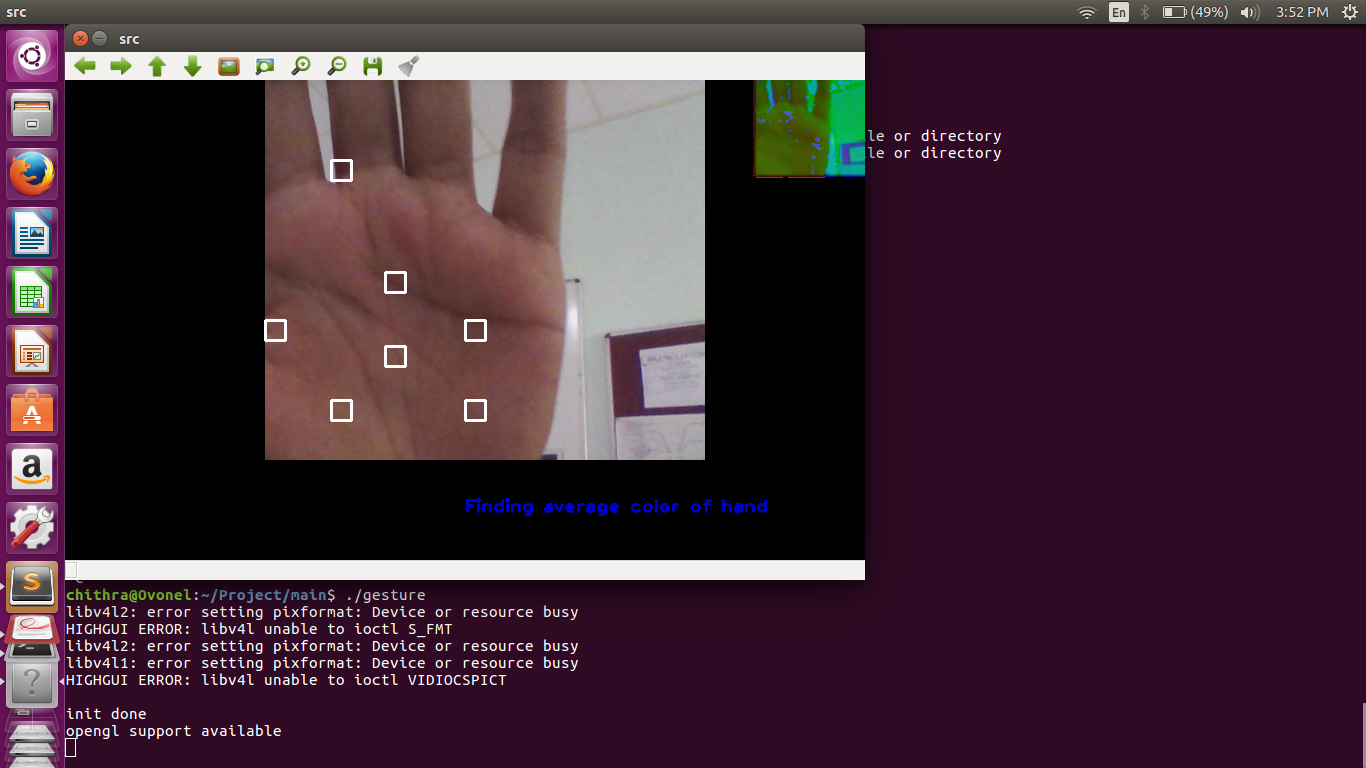 src
En
(49%)
3:52 PM
src
le or directory
le or directory
Finding average color of hand
chithra@Ovonel:~/Project/main$ ./gesture
libv4l2: error setting pixformat: Device or resource busy
HIGHGUI ERROR: libv4l unable to ioctl S_FMT
libv4l2: error setting pixformat: Device or resource busy
libv4l1: error setting pixformat: Device or resource busy
HIGHGUI ERROR: libv4l unable to ioctl VIDIOCSPICT
init done
opengl support available